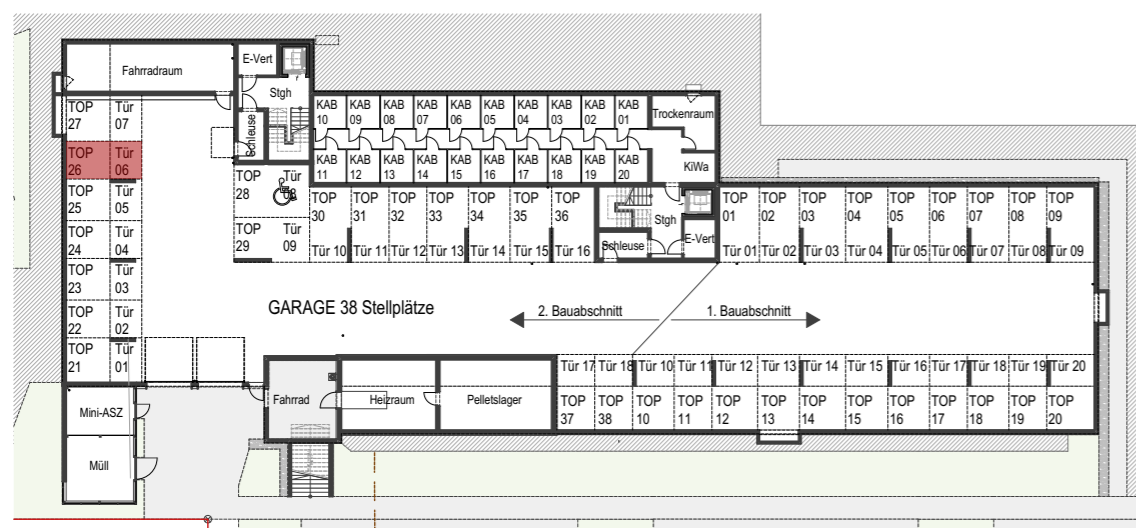 E-Vert
Fahrradraum
Stgh
Schleuse
KAB 10
KAB 09
KAB 08
KAB 07
KAB 06
KAB 05
KAB 04
KAB 03
KAB 02
KAB 01
Trockenraum
KAB 11
KAB 12
KAB 13
KAB 14
KAB 15
KAB 16
KAB 17
KAB 18
KAB 19
KAB 20
KiWa
TOP 27 Tür 07
TOP 26 Tür 06
TOP 25 Tür 05
TOP 24 Tür 04
TOP 23 Tür 03
TOP 22 Tür 02
TOP 21 Tür 01
TOP 28 Tür 08
TOP 29 Tür 09
TOP 30 Tür 10
TOP 31 Tür 11
TOP 32 Tür 12
TOP 33 Tür 13
TOP 34 Tür 14
TOP 35 Tür 15
TOP 36 Tür 16
Stgh
Schleuse
E-Vert
TOP 01 Tür 01
TOP 02 Tür 02
TOP 03 Tür 03
TOP 04 Tür 04
TOP 05 Tür 05
TOP 06 Tür 06
TOP 07 Tür 07
TOP 08 Tür 08
TOP 09 Tür 09
GARAGE 38 Stellplätze
2. Bauabschnitt
1. Bauabschnitt
Tür 17 TOP 37
Tür 18 TOP 38
Tür 10 TOP 10
Tür 11 TOP 11
Tür 12 TOP 12
Tür 13 TOP 13
Tür 14 TOP 14
Tür 15 TOP 15
Tür 16 TOP 16
Tür 17 TOP 17
Tür 18 TOP 18
Tür 19 TOP 19
Tür 20 TOP 20
Mini-ASZ
Müll
Fahrrad
Heizraum
Pelletslager